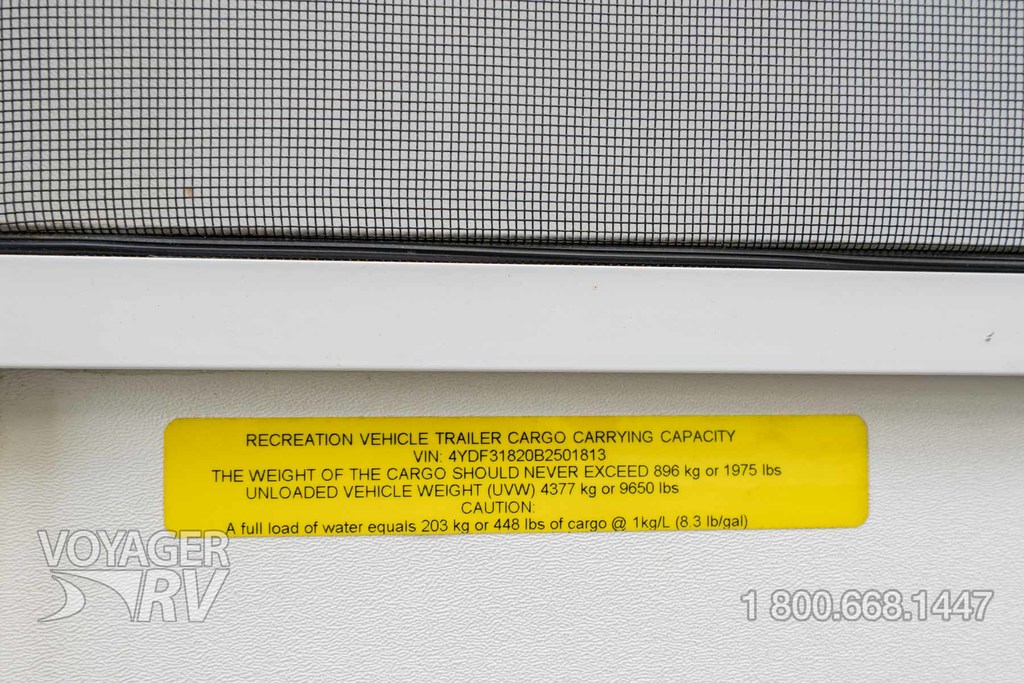 RECREATION VEHICLE TRAILER CARGO CARRYING CAPACITY
VIN: 4YDF31820B2501813
THE WEIGHT OF THE CARGO SHOULD NEVER EXCEED 896 kg or 1975 lbs
UNLOADED VEHICLE WEIGHT (UVW) 4377 kg or 9650 lbs
CAUTION:
A full load of water equals 203 kg or 448 lbs of cargo @ 1kg/L (8.3 lb/gal)
VOYAGER
RV
1 800.668.1447